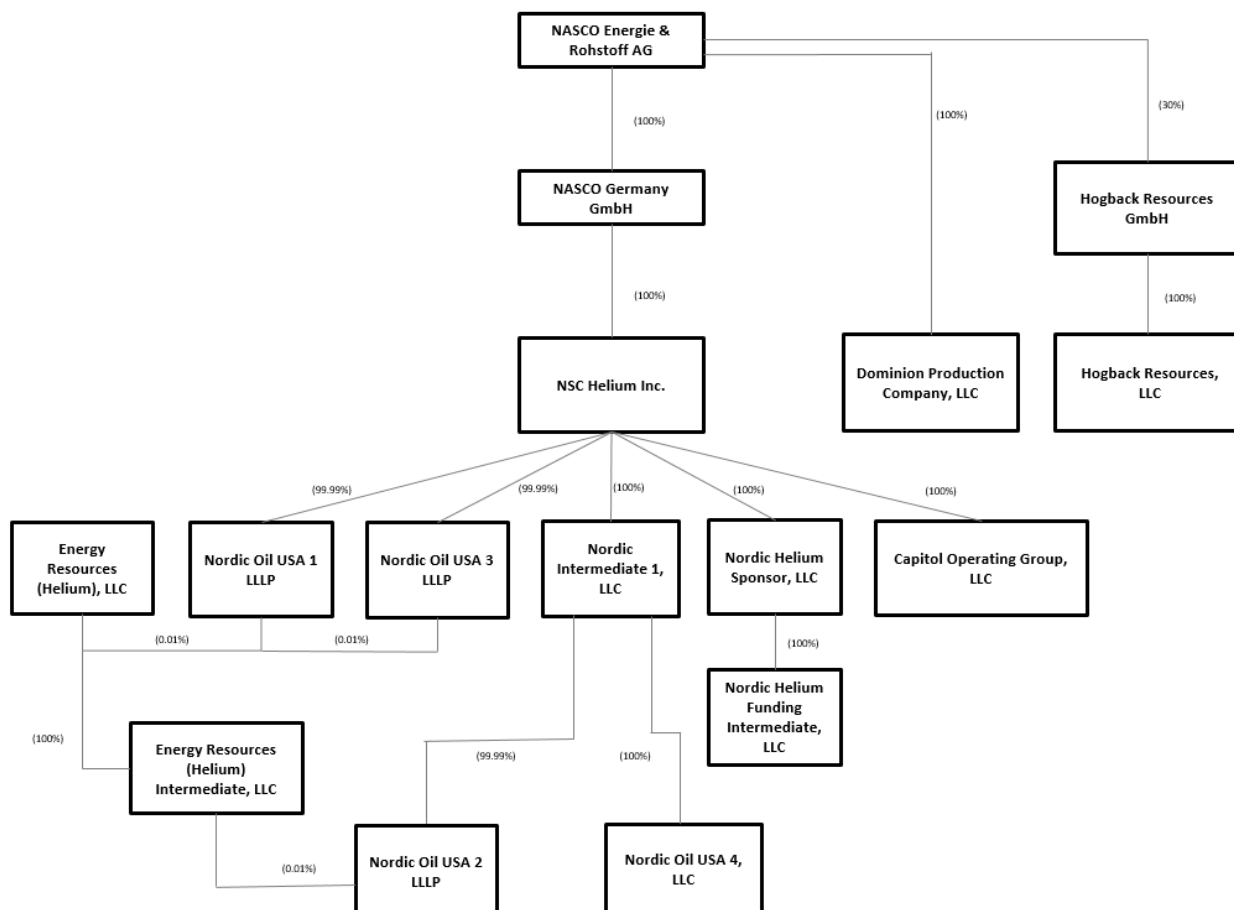 NASCO Energie &
Rohstoff AG
(30%)
(100%)
(100%)
NASCO Germany
GmbH
Hogback Resources
GmbH
(100%)
(100%)
NSC Helium Inc.
Dominion Production
Company, LLC
Hogback Resources,
LLC
(99.99%)
(99.99%)
(100%)
(100%)
(100%)
Energy
Resources
(Helium), LLC
Nordic Oil USA 1
LLLP
Nordic Oil USA 3
LLLP
Nordic
Intermediate 1,
LLC
Nordic Helium
Sponsor, LLC
Capitol Operating Group,
LLC
(0.01%)
(0.01%)
(100%)
Nordic Helium
Funding
Intermediate,
LLC
(100%)
Energy Resources
(Helium)
Intermediate, LLC
(99.99%)
(100%)
(0.01%)
Nordic Oil USA 2
LLLP
Nordic Oil USA 4,
LLC